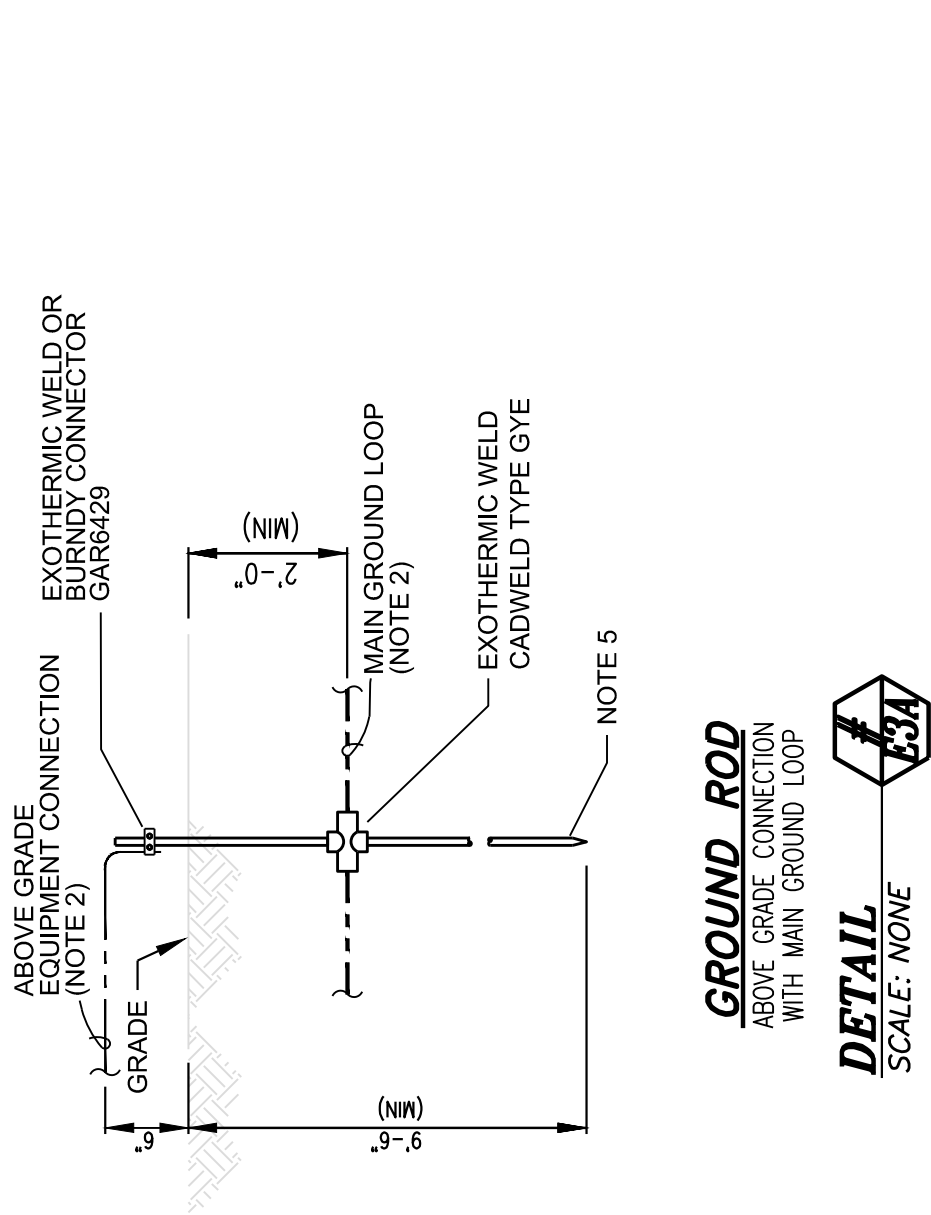 ABOVE GRADE
EQUIPMENT CONNECTION
(NOTE 2)
EXOTHERMIC WELD OR
BURNDY CONNECTOR
GAR6429
GRADE
6"
9'-6"
(MIN)
2'-0"
(MIN)
MAIN GROUND LOOP
(NOTE 2)
EXOTHERMIC WELD
CADWELD TYPE GYE
NOTE 5
GROUND ROD
ABOVE GRADE CONNECTION
WITH MAIN GROUND LOOP
DETAIL
SCALE: NONE
#
E3A